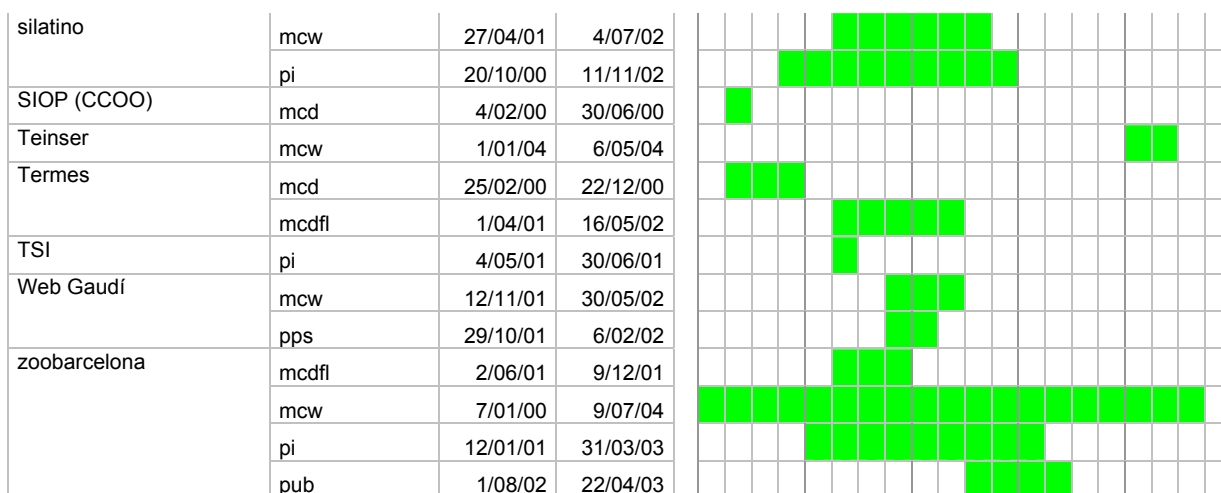 silatino mcw 27/04/01 4/07/02
pi 20/10/00 11/11/02
SIOP (CCOO) mcd 4/02/00 30/06/00
Teinser mcw 1/01/04 6/05/04
Termes mcd 25/02/00 22/12/00
mcdfl 1/04/01 16/05/02
TSI pi 4/05/01 30/06/01
Web Gaudí mcw 12/11/01 30/05/02
pps 29/10/01 6/02/02
zoobarcelona mcdfl 2/06/01 9/12/01
mcw 7/01/00 9/07/04
pi 12/01/01 31/03/03
pub 1/08/02 22/04/03